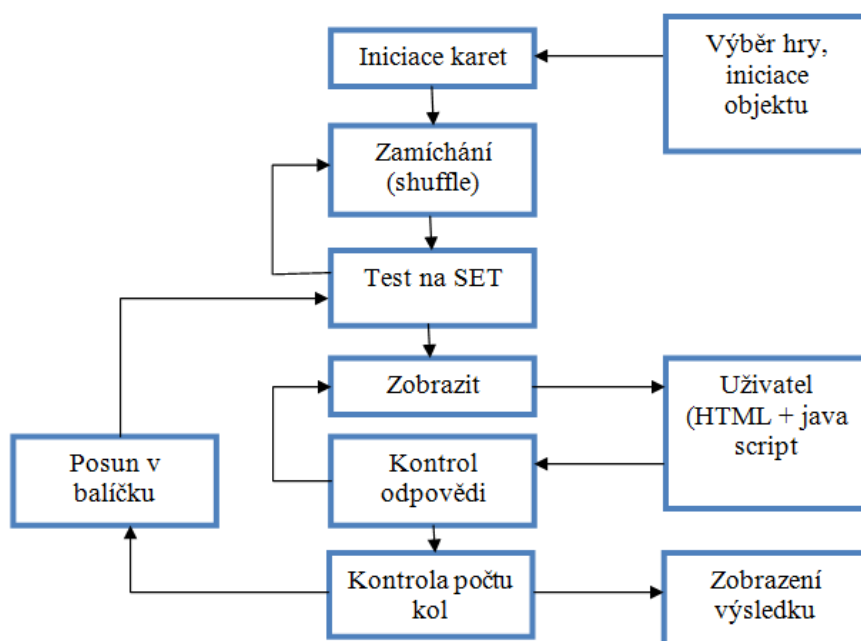 Iniciace karet
Výběr hry,
iniciace
objektu
Zamíchání
(shuffle)
Test na SET
Zobrazit
Uživatel
(HTML + java
script
Posun v
balíčku
Kontrol
odpovědi
Kontrola počtu
kol
Zobrazení
výsledku